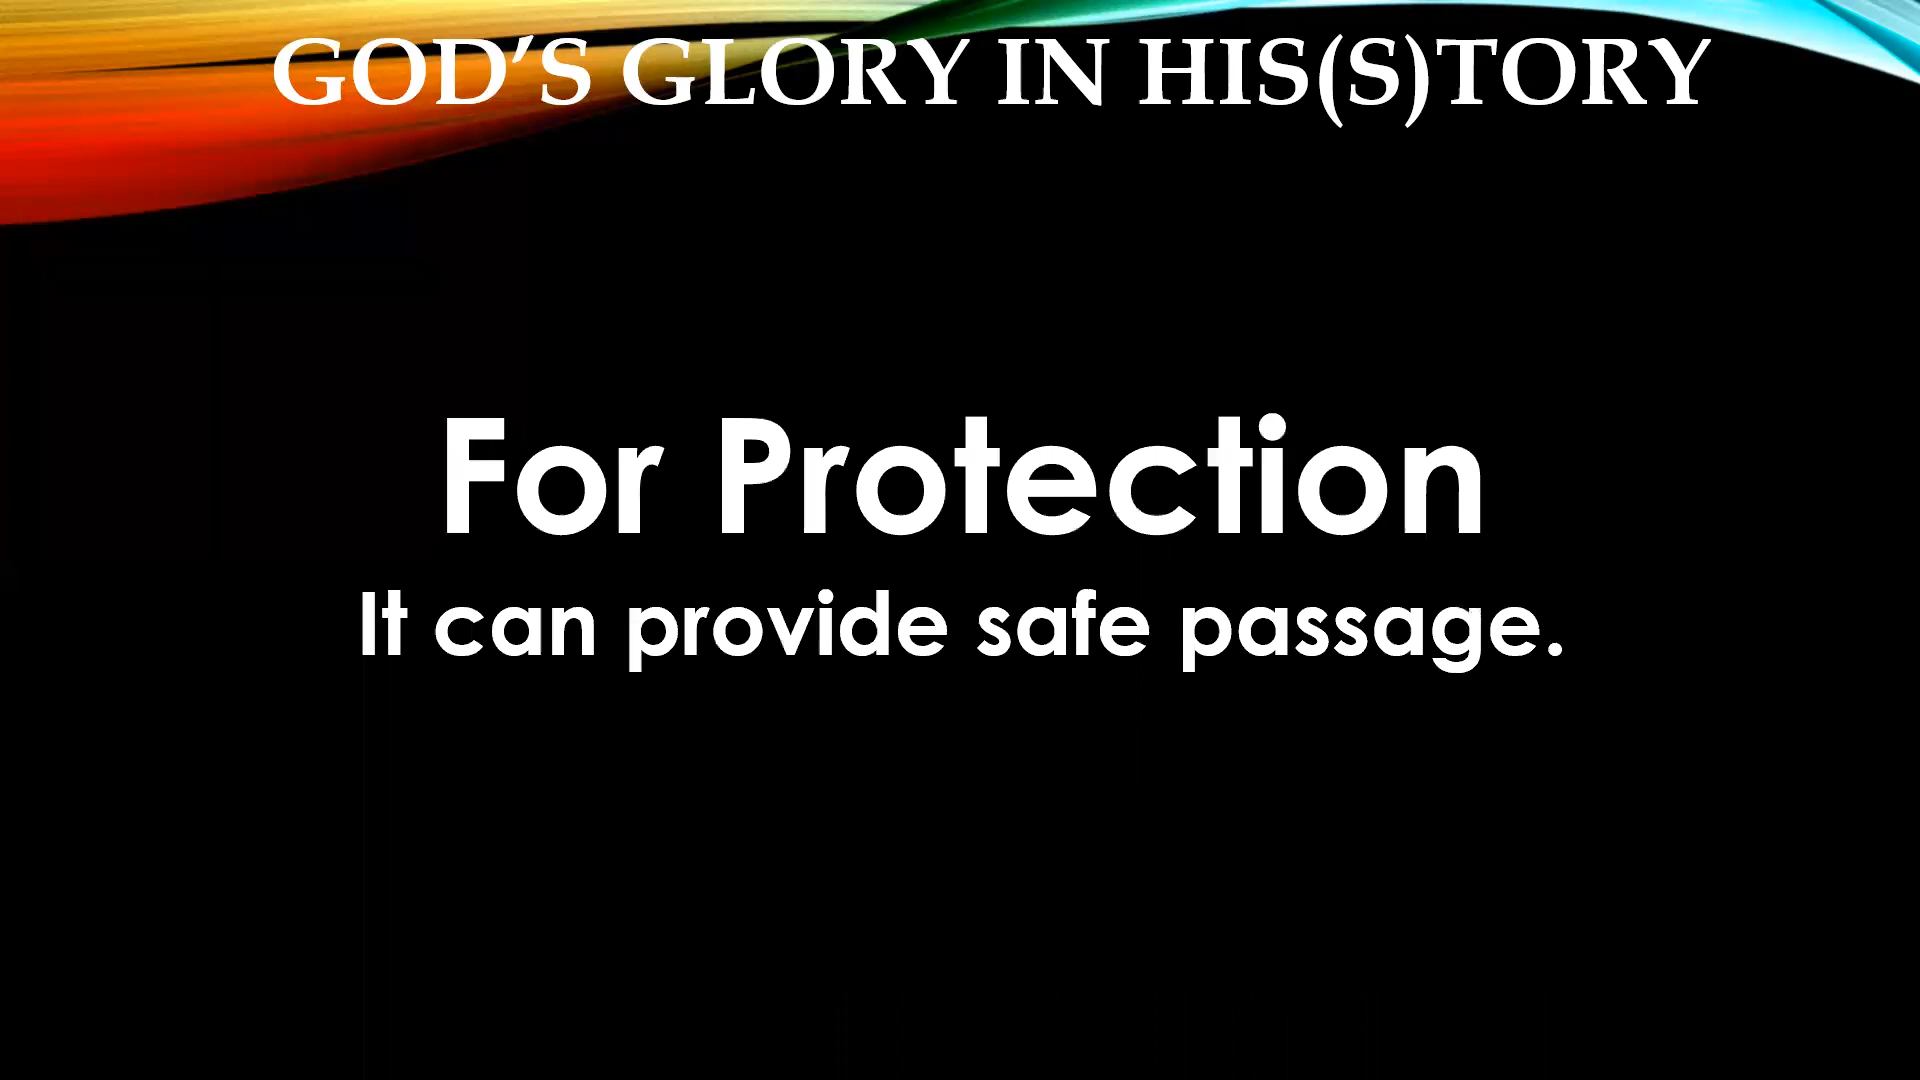 GOD’S GLORY IN HIS(S)TORY
For Protection
It can provide safe passage.